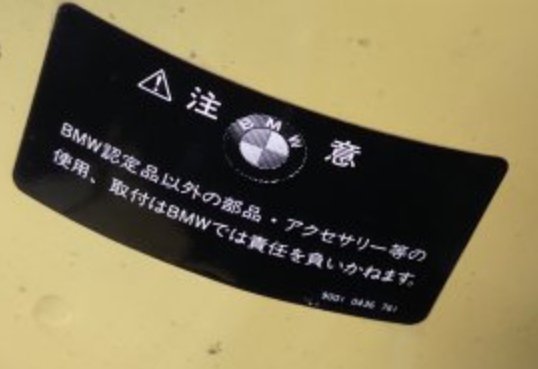 ⚠ 注 意
BMW
BMW認定品以外の部品・アクセサリー等の
使用、取付はBMWでは責任を負いかねます。